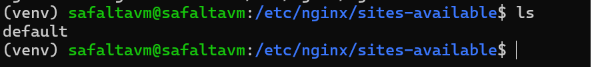 (venv) safaltavm@safaltavm:/etc/nginx/sites-available$ ls
default
(venv) safaltavm@safaltavm:/etc/nginx/sites-available$